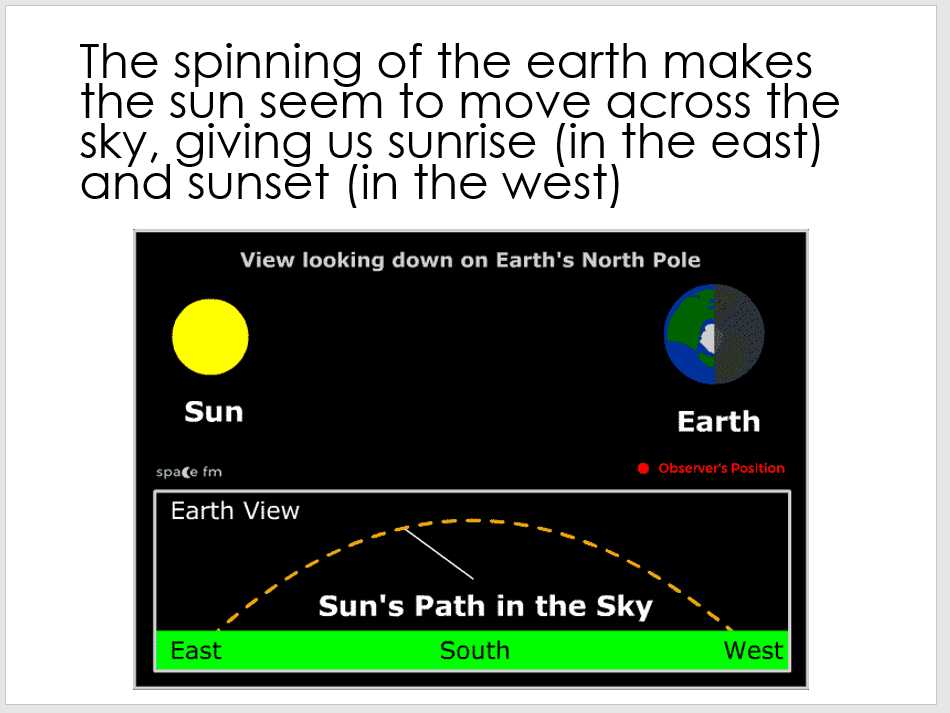 The spinning of the earth makes
the sun seem to move across the
sky, giving us sunrise (in the east)
and sunset (in the west)
View looking down on Earth's North Pole
Sun
Earth
space fm
Observer's Position
Earth View
Sun's Path in the Sky
East South West